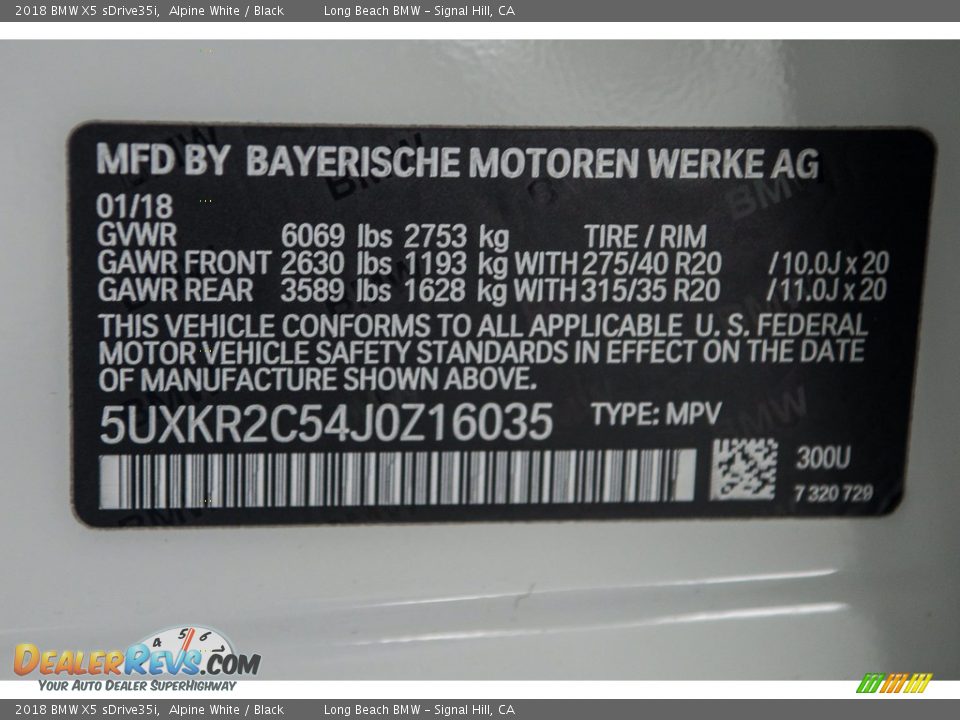 2018 BMW X5 sDrive35i, Alpine White / Black Long Beach BMW - Signal Hill, CA
MFD BY BAYERISCHE MOTOREN WERKE AG
01/18
GVWR 6069 lbs 2753 kg TIRE / RIM
GAWR FRONT 2630 lbs 1193 kg WITH 275/40 R20 / 10.0J x 20
GAWR REAR 3589 lbs 1628 kg WITH 315/35 R20 / 11.0J x 20
THIS VEHICLE CONFORMS TO ALL APPLICABLE U. S. FEDERAL
MOTOR VEHICLE SAFETY STANDARDS IN EFFECT ON THE DATE
OF MANUFACTURE SHOWN ABOVE.
5UXKR2C54J0Z16035 TYPE: MPV
300U
7 320 729
4 5 6
DEALERREVS.COM
YOUR AUTO DEALER SUPERHIGHWAY
2018 BMW X5 sDrive35i, Alpine White / Black Long Beach BMW - Signal Hill, CA